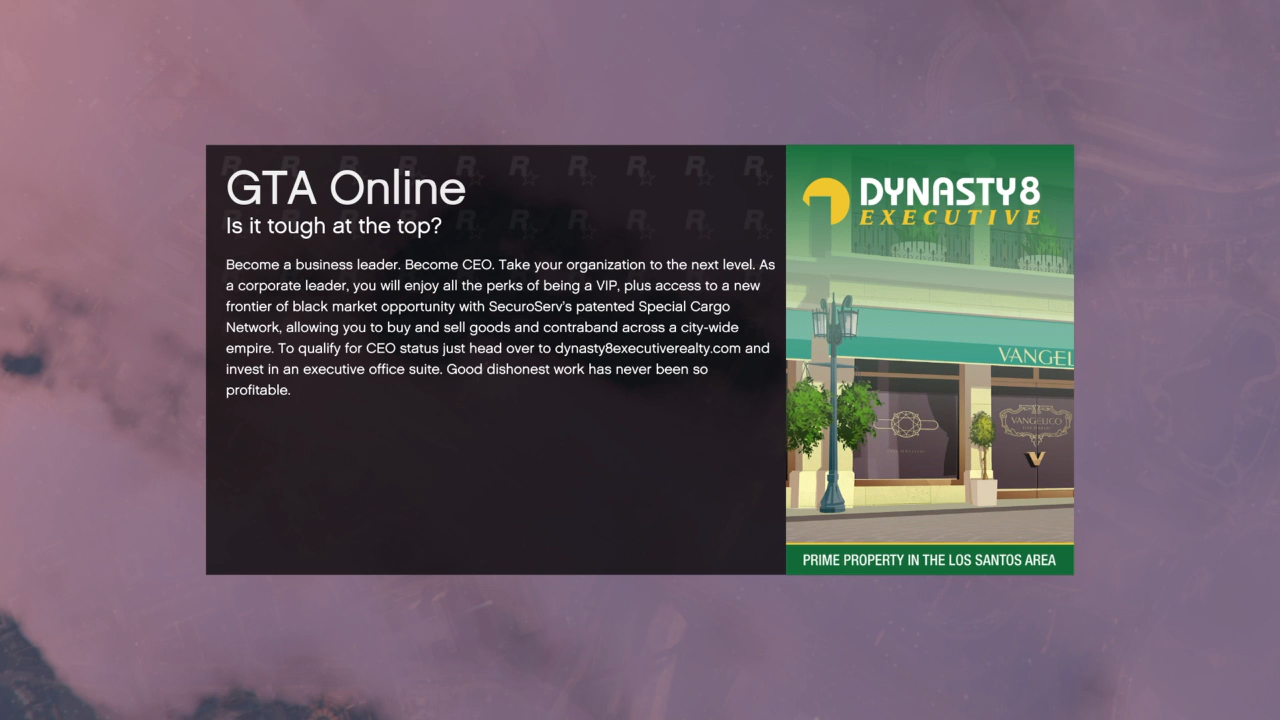 GTA Online
Is it tough at the top?
Become a business leader. Become CEO. Take your organization to the next level. As
a corporate leader, you will enjoy all the perks of being a VIP, plus access to a new
frontier of black market opportunity with SecuroServ's patented Special Cargo
Network, allowing you to buy and sell goods and contraband across a city-wide
empire. To qualify for CEO status just head over to dynasty8executiverealty.com and
invest in an executive office suite. Good dishonest work has never been so
profitable.
DYNASTY8
EXECUTIVE
VANGEL
VANGELICO
PRIME PROPERTY IN THE LOS SANTOS AREA